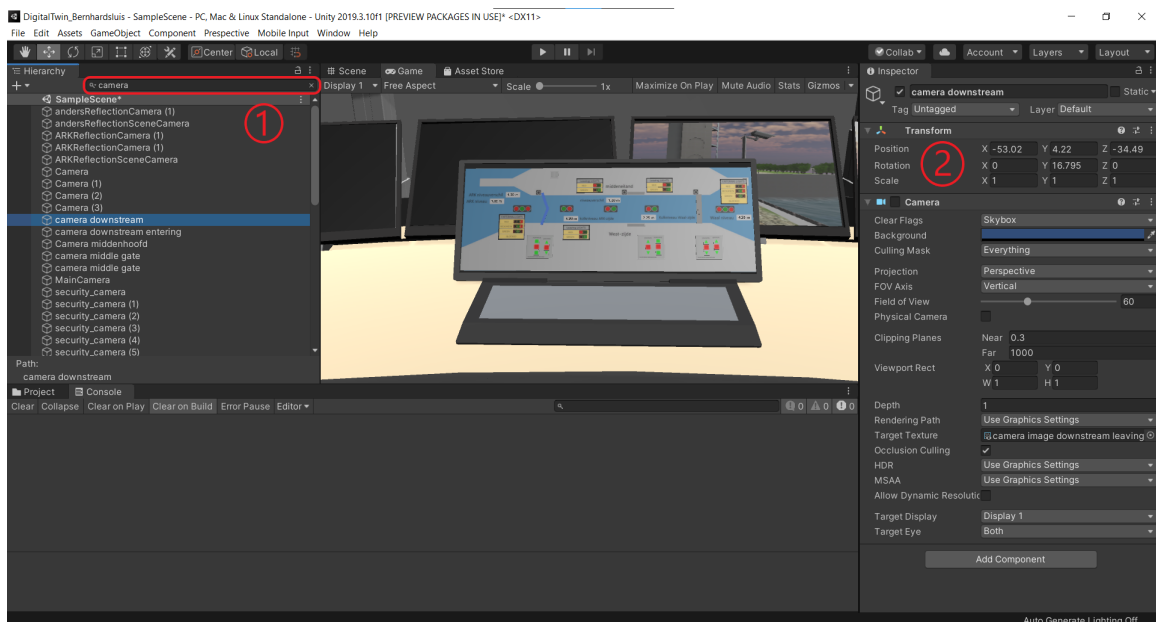 DigitalTwin_Bernhardsluis - SampleScene - PC, Mac & Linux Standalone - Unity 2019.3.10f1 [PREVIEW PACKAGES IN USE]* <DX11>
File Edit Assets GameObject Component Prespective Mobile Input Window Help
Center Local Collab Account Layers Layout
Hierarchy
camera
SampleScene*
andersReflectionCamera (1)
andersReflectionSceneCamera
ARKReflectionCamera (1)
ARKReflectionCamera (1)
ARKReflectionSceneCamera
Camera
Camera (1)
Camera (2)
Camera (3)
camera downstream
camera downstream entering
Camera middenhoofd
camera middle gate
camera middle gate
MainCamera
security_camera
security_camera (1)
security_camera (2)
security_camera (3)
security_camera (4)
security_camera (5)
Path:
camera downstream
1
Scene Game Asset Store
Display 1 Free Aspect Scale 1x Maximize On Play Mute Audio Stats Gizmos
Project Console
Clear Collapse Clear on Play Clear on Build Error Pause Editor 0 0 0
Inspector
camera downstream Static
Tag Untagged Layer Default
Transform
Position X -53.02 Y 4.22 Z -34.49
Rotation X 0 Y 16.795 Z 0
Scale X 1 Y 1 Z 1
2
Camera
Clear Flags Skybox
Background
Culling Mask Everything
Projection Perspective
FOV Axis Vertical
Field of View 60
Physical Camera
Clipping Planes Near 0.3
Far 1000
Viewport Rect X 0 Y 0
W 1 H 1
Depth 1
Rendering Path Use Graphics Settings
Target Texture camera image downstream leaving
Occlusion Culling
HDR Use Graphics Settings
MSAA Use Graphics Settings
Allow Dynamic Resolutic
Target Display Display 1
Target Eye Both
Add Component
Auto Generate Lighting Off